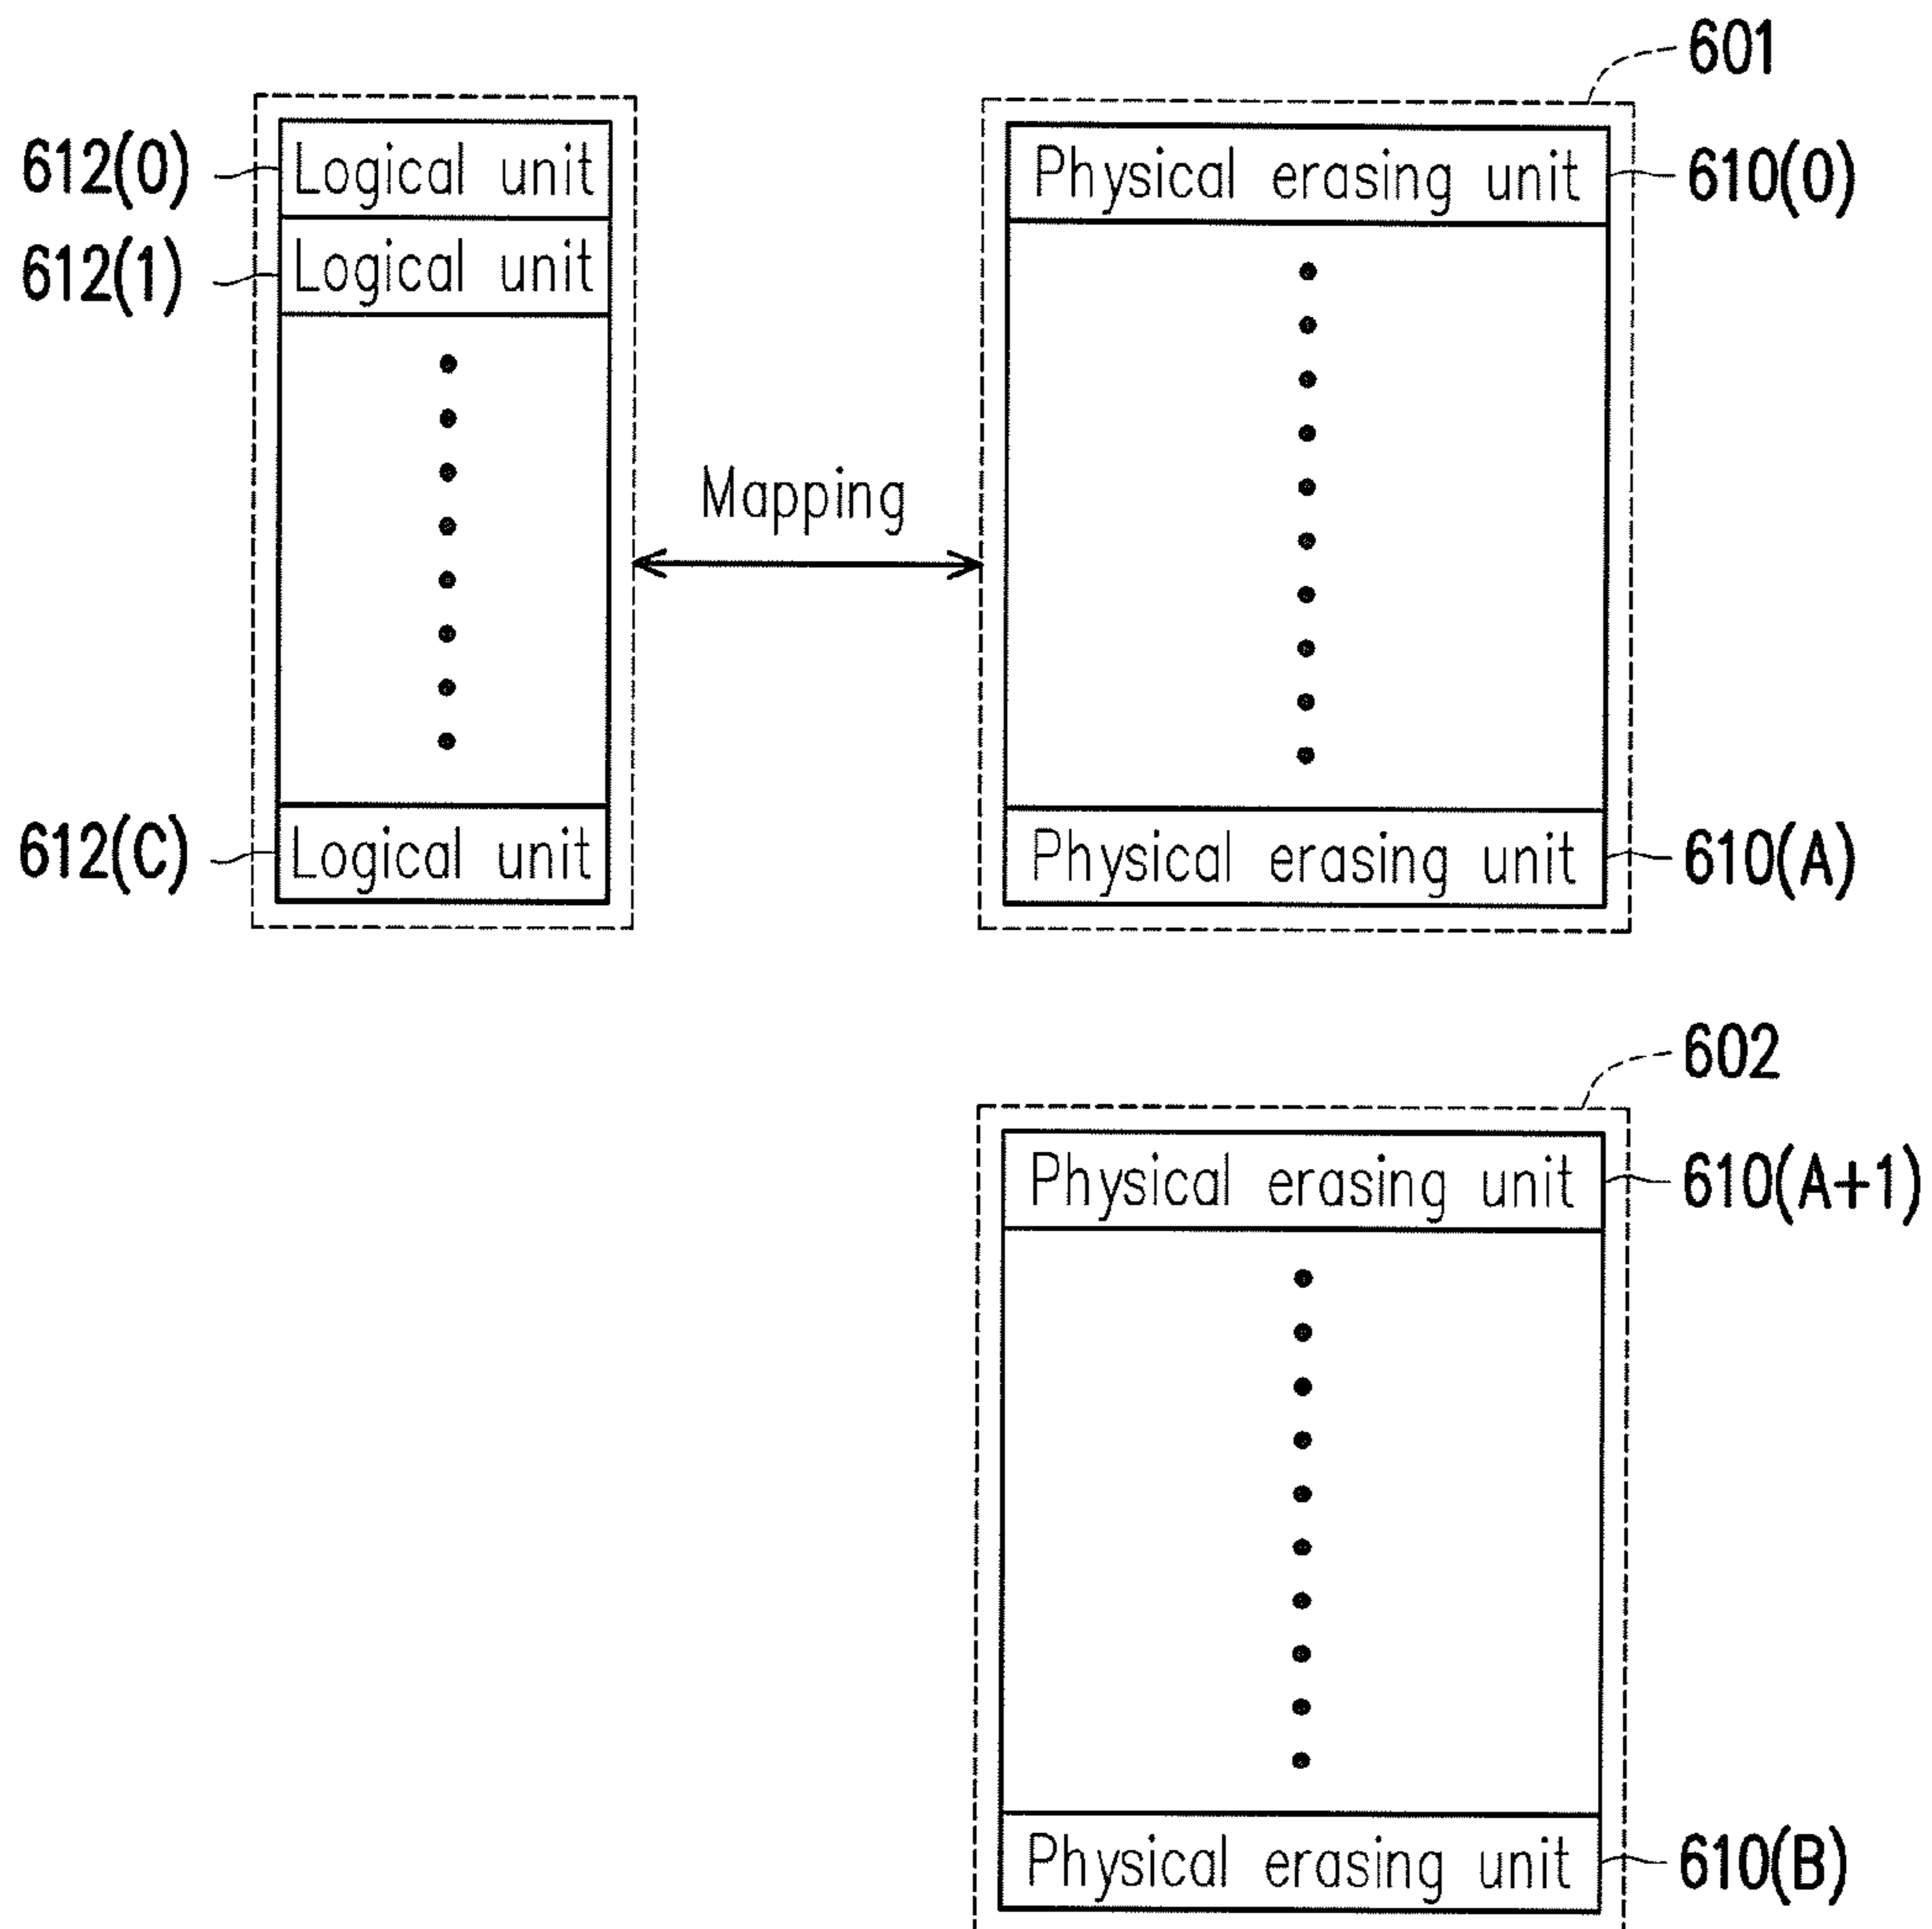 601
612(0) Logical unit
Physical erasing unit 610(0)
612(1) Logical unit
Mapping
612(C) Logical unit
Physical erasing unit 610(A)
602
Physical erasing unit 610(A+1)
Physical erasing unit 610(B)